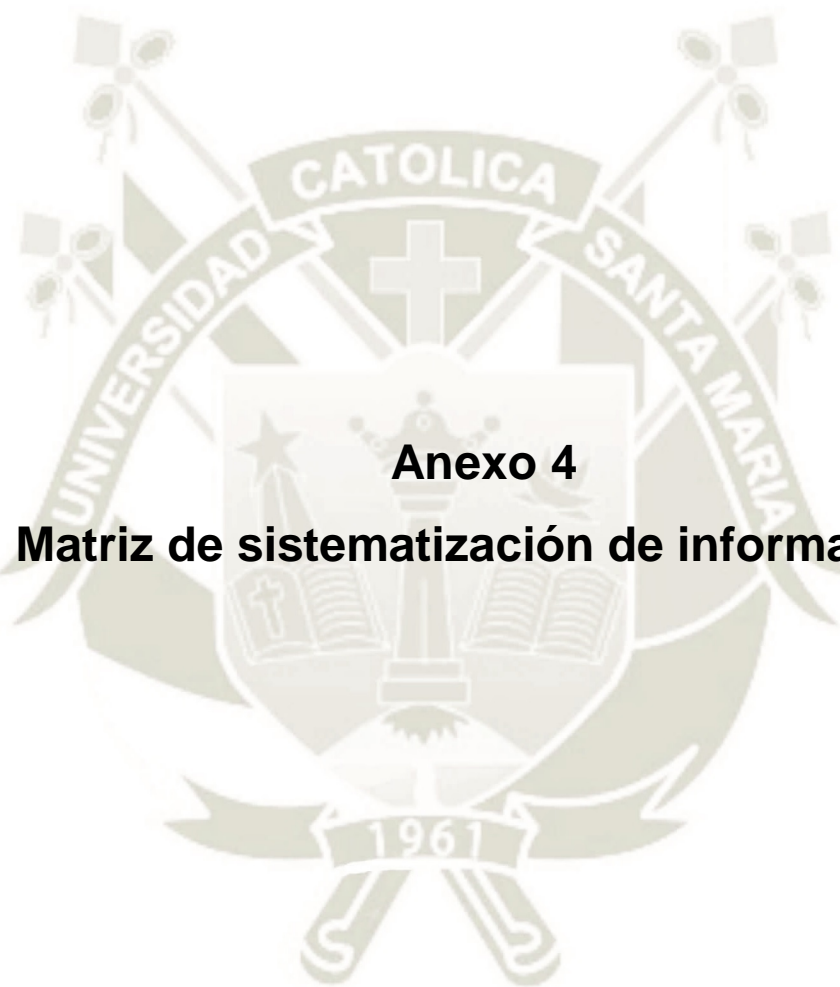 UNIVERSIDAD CATOLICA SANTA MARIA
Anexo 4
Matriz de sistematización de informa
1961